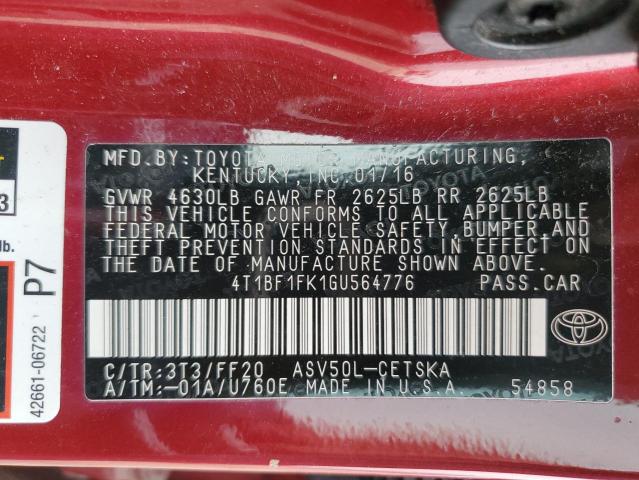 MFD.BY:TOYOTA MOTOR MANUFACTURING,
KENTUCKY, INC. 01/16
GVWR 4630LB GAWR FR 2625LB RR 2625LB
THIS VEHICLE CONFORMS TO ALL APPLICABLE
FEDERAL MOTOR VEHICLE SAFETY,BUMPER,AND
THEFT PREVENTION STANDARDS IN EFFECT ON
THE DATE OF MANUFACTURE SHOWN ABOVE.
4T1BF1FK1GU564776 PASS.CAR
C/TR:3T3/FF20 ASV50L-CETSKA
A/TM:-01A/U760E MADE IN U.S.A. 54858
TOYOTA
3
lb.
P7
42661-06722